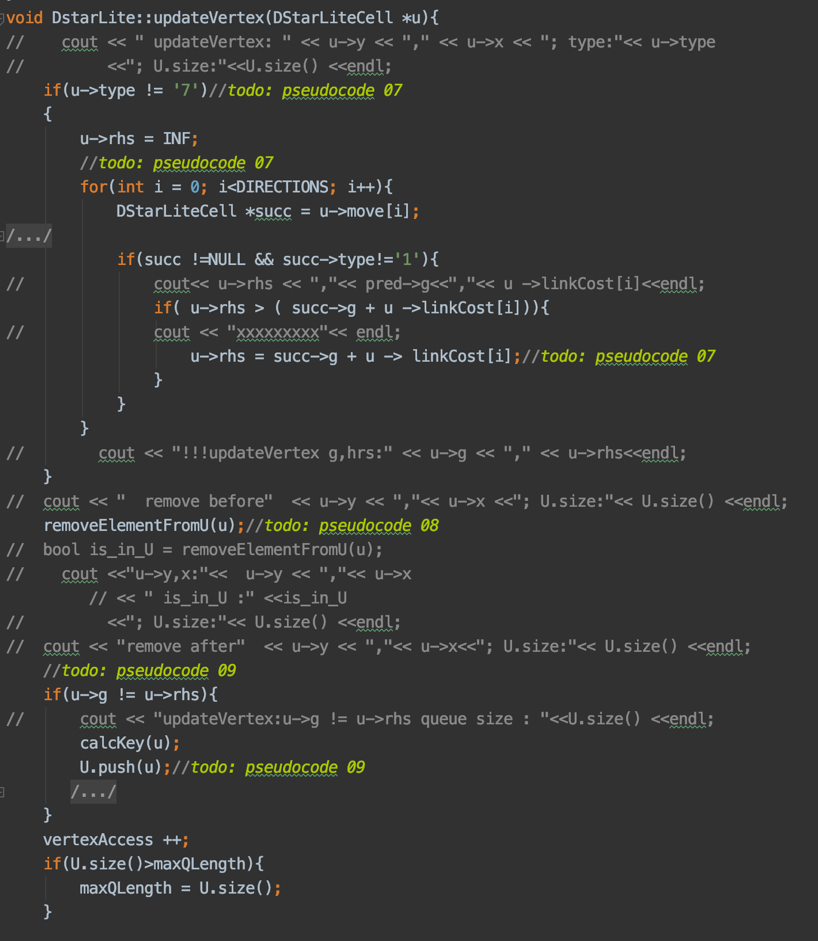 void DstarLite::updateVertex(DStarLiteCell *u){
//    cout << " updateVertex: " << u->y << "," << u->x << "; type:"<< u->type
//         <<"; U.size:"<<U.size() <<endl;
    if(u->type != '7')//todo: pseudocode 07
    {
        u->rhs = INF;
        //todo: pseudocode 07
        for(int i = 0; i<DIRECTIONS; i++){
            DStarLiteCell *succ = u->move[i];
/.../
            if(succ !=NULL && succ->type!='1'){
//              cout<< u->rhs << ","<< pred->g<<","<< u ->linkCost[i]<<endl;
                if( u->rhs > ( succ->g + u ->linkCost[i])){
//              cout << "xxxxxxxxx"<< endl;
                    u->rhs = succ->g + u -> linkCost[i];//todo: pseudocode 07
                }
            }
        }
//        cout << "!!!updateVertex g,hrs:" << u->g << "," << u->rhs<<endl;
    }
//  cout << "  remove before"  << u->y << ","<< u->x <<"; U.size:"<< U.size() <<endl;
    removeElementFromU(u);//todo: pseudocode 08
//  bool is_in_U = removeElementFromU(u);
//    cout <<"u->y,x:"<<  u->y << ","<< u->x
         // << " is_in_U :" <<is_in_U
//         <<"; U.size:"<< U.size() <<endl;
//  cout << "remove after"  << u->y << ","<< u->x<<"; U.size:"<< U.size() <<endl;
    //todo: pseudocode 09
    if(u->g != u->rhs){
//      cout << "updateVertex:u->g != u->rhs queue size : "<<U.size() <<endl;
        calcKey(u);
        U.push(u);//todo: pseudocode 09
       /.../
    }
    vertexAccess ++;
    if(U.size()>maxQLength){
        maxQLength = U.size();
    }